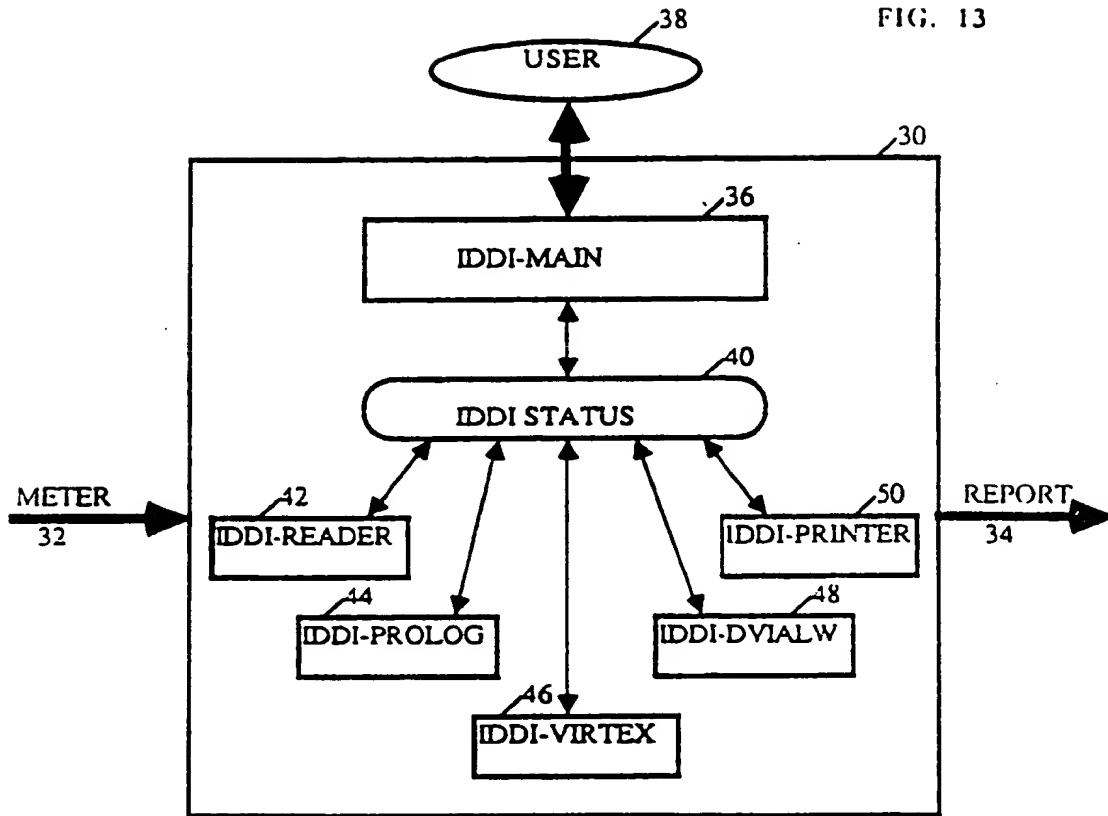 FIG. 13
38
USER
30
36
IDDI-MAIN
40
IDDI STATUS
METER
32
42
IDDI-READER
50
IDDI-PRINTER
REPORT
34
44
IDDI-PROLOG
48
IDDI-DVIALW
46
IDDI-VIRTEX